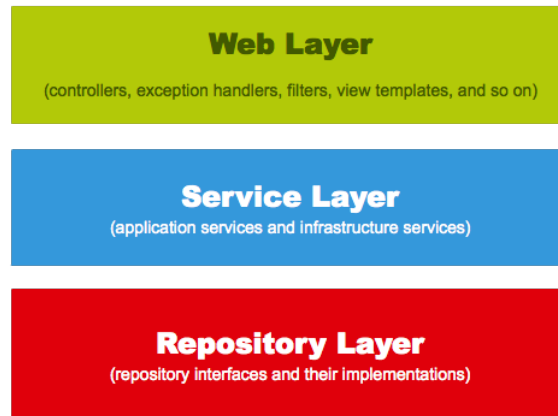 Web Layer
(controllers, exception handlers, filters, view templates, and so on)
Service Layer
(application services and infrastructure services)
Repository Layer
(repository interfaces and their implementations)